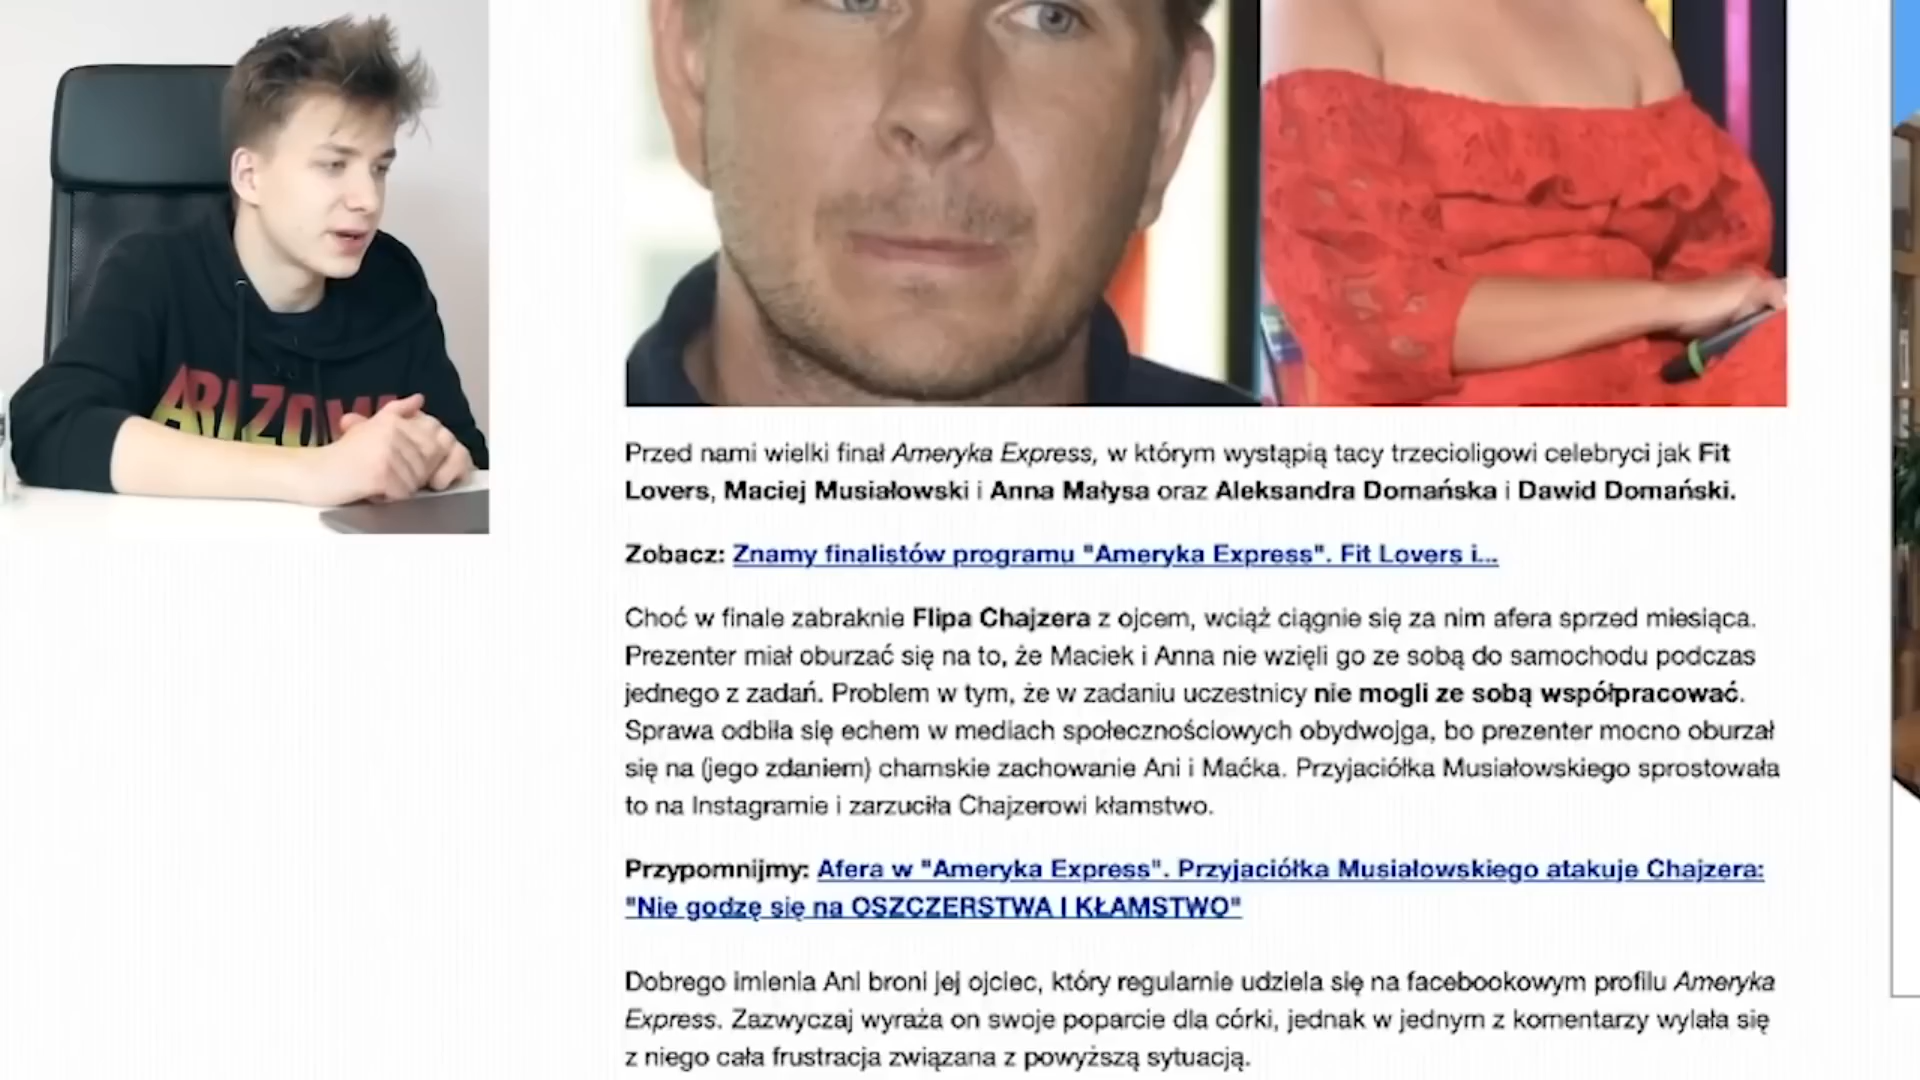 ARIZONA
Przed nami wielki finał Ameryka Express, w którym wystąpią tacy trzecioligowi celebryci jak Fit
Lovers, Maciej Musiałowski i Anna Małysa oraz Aleksandra Domańska i Dawid Domański.
Zobacz: Znamy finalistów programu "Ameryka Express". Fit Lovers i...
Choć w finale zabraknie Flipa Chajzera z ojcem, wciąż ciągnie się za nim afera sprzed miesiąca.
Prezenter miał oburzać się na to, że Maciek i Anna nie wzięli go ze sobą do samochodu podczas
jednego z zadań. Problem w tym, że w zadaniu uczestnicy nie mogli ze sobą współpracować.
Sprawa odbiła się echem w mediach społecznościowych obydwojga, bo prezenter mocno oburzał
się na (jego zdaniem) chamskie zachowanie Ani i Maćka. Przyjaciółka Musiałowskiego sprostowała
to na Instagramie i zarzuciła Chajzerowi kłamstwo.
Przypomnijmy: Afera w "Ameryka Express". Przyjaciółka Musiałowskiego atakuje Chajzera:
"Nie godzę się na OSZCZERSTWA I KŁAMSTWO"
Dobrego imienia Ani broni jej ojciec, który regularnie udziela się na facebookowym profilu Ameryka
Express. Zazwyczaj wyraża on swoje poparcie dla córki, jednak w jednym z komentarzy wylała się
z niego cała frustracja związana z powyższą sytuacją.